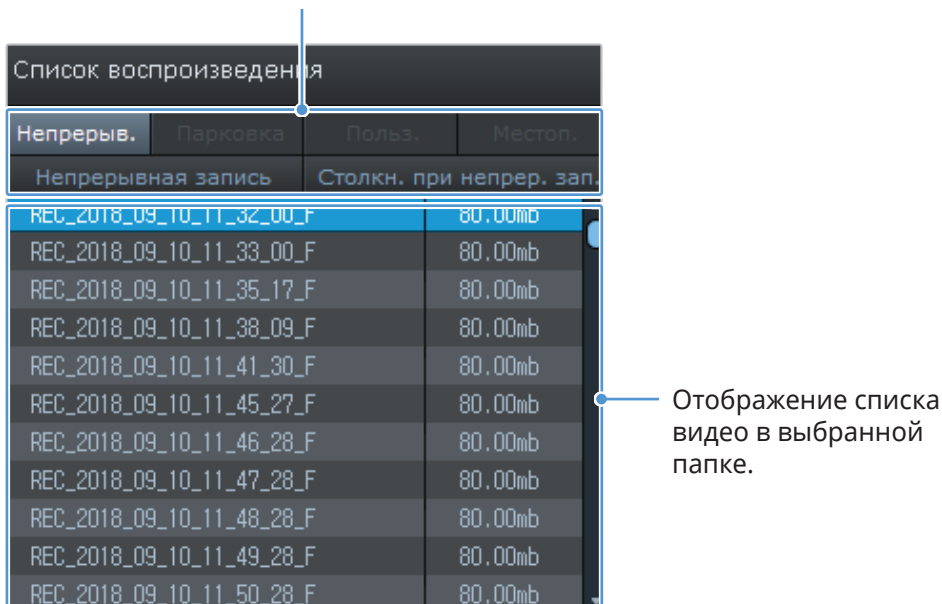 Список воспроизведения
Непрерыв. Парковка Польз. Местоп.
Непрерывная запись Столкн. при непрер. зап.
REC_2018_09_10_11_32_00_F 80.00mb
REC_2018_09_10_11_33_00_F 80.00mb
REC_2018_09_10_11_35_17_F 80.00mb
REC_2018_09_10_11_38_09_F 80.00mb
REC_2018_09_10_11_41_30_F 80.00mb
REC_2018_09_10_11_45_27_F 80.00mb
REC_2018_09_10_11_46_28_F 80.00mb
REC_2018_09_10_11_47_28_F 80.00mb
REC_2018_09_10_11_48_28_F 80.00mb
REC_2018_09_10_11_49_28_F 80.00mb
REC_2018_09_10_11_50_28_F 80.00mb
Отображение списка
видео в выбранной
папке.